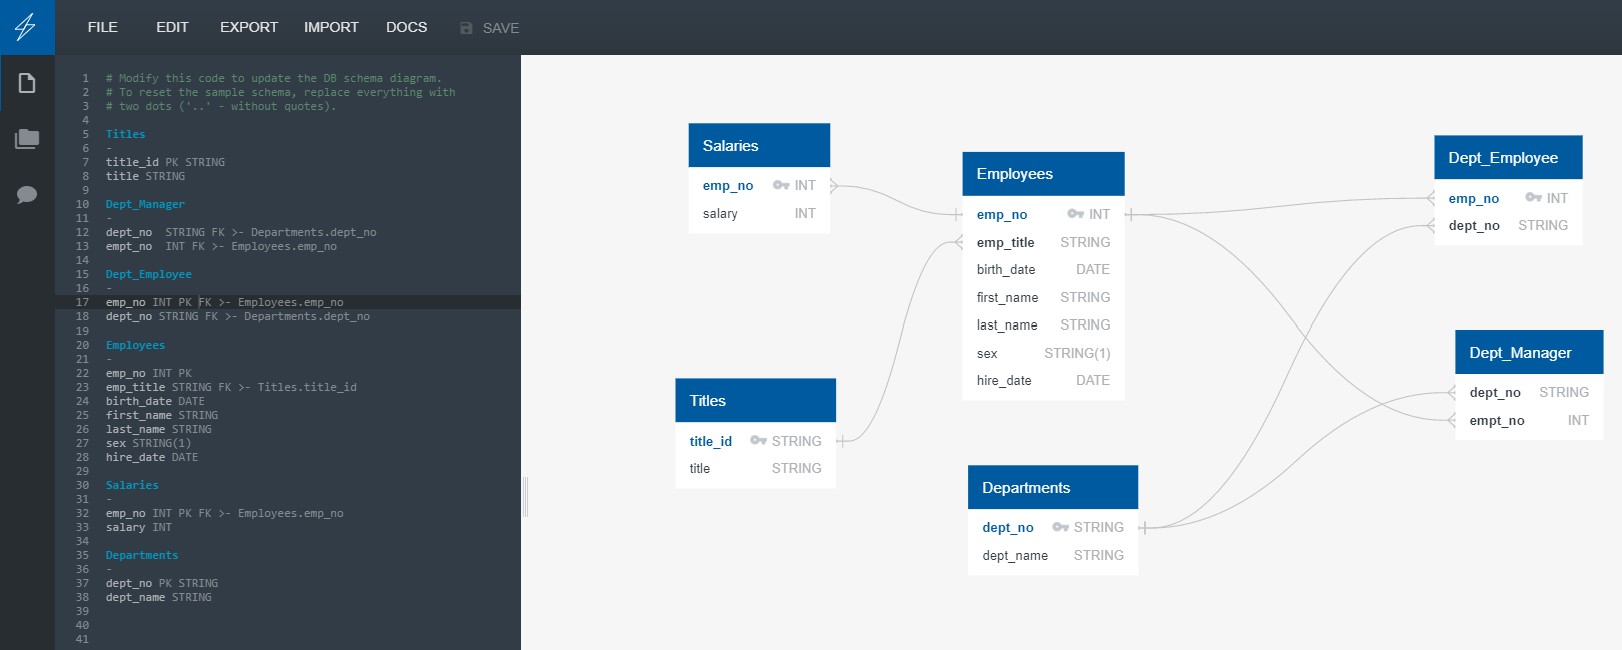 FILE EDIT EXPORT IMPORT DOCS SAVE
1 # Modify this code to update the DB schema diagram.
2 # To reset the sample schema, replace everything with
3 # two dots ('..' - without quotes).
4
5 Titles
6 -
7 title_id PK STRING
8 title STRING
9
10 Dept_Manager
11 -
12 dept_no  STRING FK >- Departments.dept_no
13 empt_no  INT FK >- Employees.emp_no
14
15 Dept_Employee
16 -
17 emp_no INT PK FK >- Employees.emp_no
18 dept_no STRING FK >- Departments.dept_no
19
20 Employees
21 -
22 emp_no INT PK
23 emp_title STRING FK >- Titles.title_id
24 birth_date DATE
25 first_name STRING
26 last_name STRING
27 sex STRING(1)
28 hire_date DATE
29
30 Salaries
31 -
32 emp_no INT PK FK >- Employees.emp_no
33 salary INT
34
35 Departments
36 -
37 dept_no PK STRING
38 dept_name STRING
39
40
41
Salaries
emp_no INT
salary INT
Titles
title_id STRING
title STRING
Employees
emp_no INT
emp_title STRING
birth_date DATE
first_name STRING
last_name STRING
sex STRING(1)
hire_date DATE
Departments
dept_no STRING
dept_name STRING
Dept_Employee
emp_no INT
dept_no STRING
Dept_Manager
dept_no STRING
empt_no INT